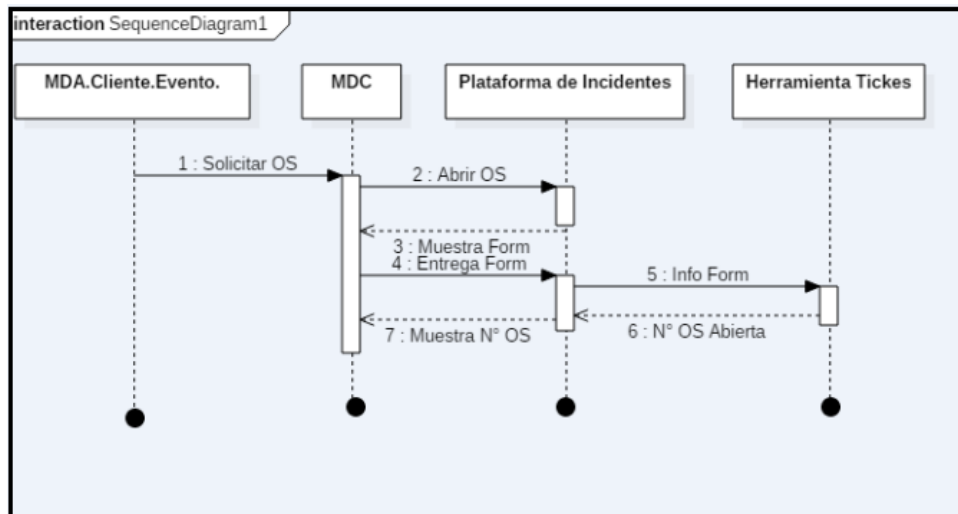 interaction SequenceDiagram1
MDA.Cliente.Evento.
MDC
Plataforma de Incidentes
Herramienta Tickes
1 : Solicitar OS
2 : Abrir OS
3 : Muestra Form
4 : Entrega Form
5 : Info Form
6 : N° OS Abierta
7 : Muestra N° OS